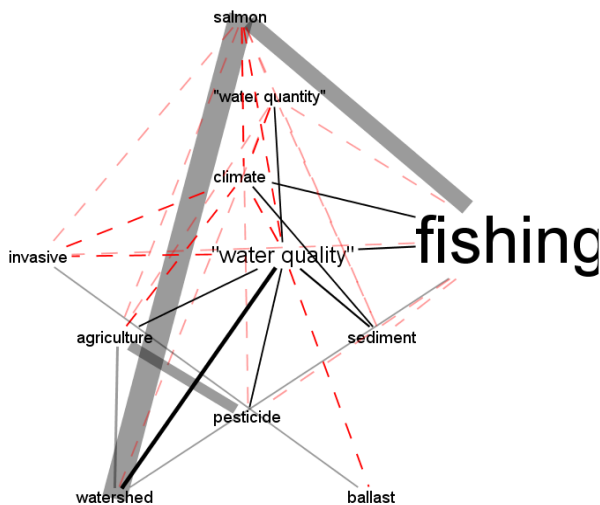 salmon
"water quantity"
climate
fishing
invasive
"water quality"
agriculture
sediment
pesticide
watershed
ballast